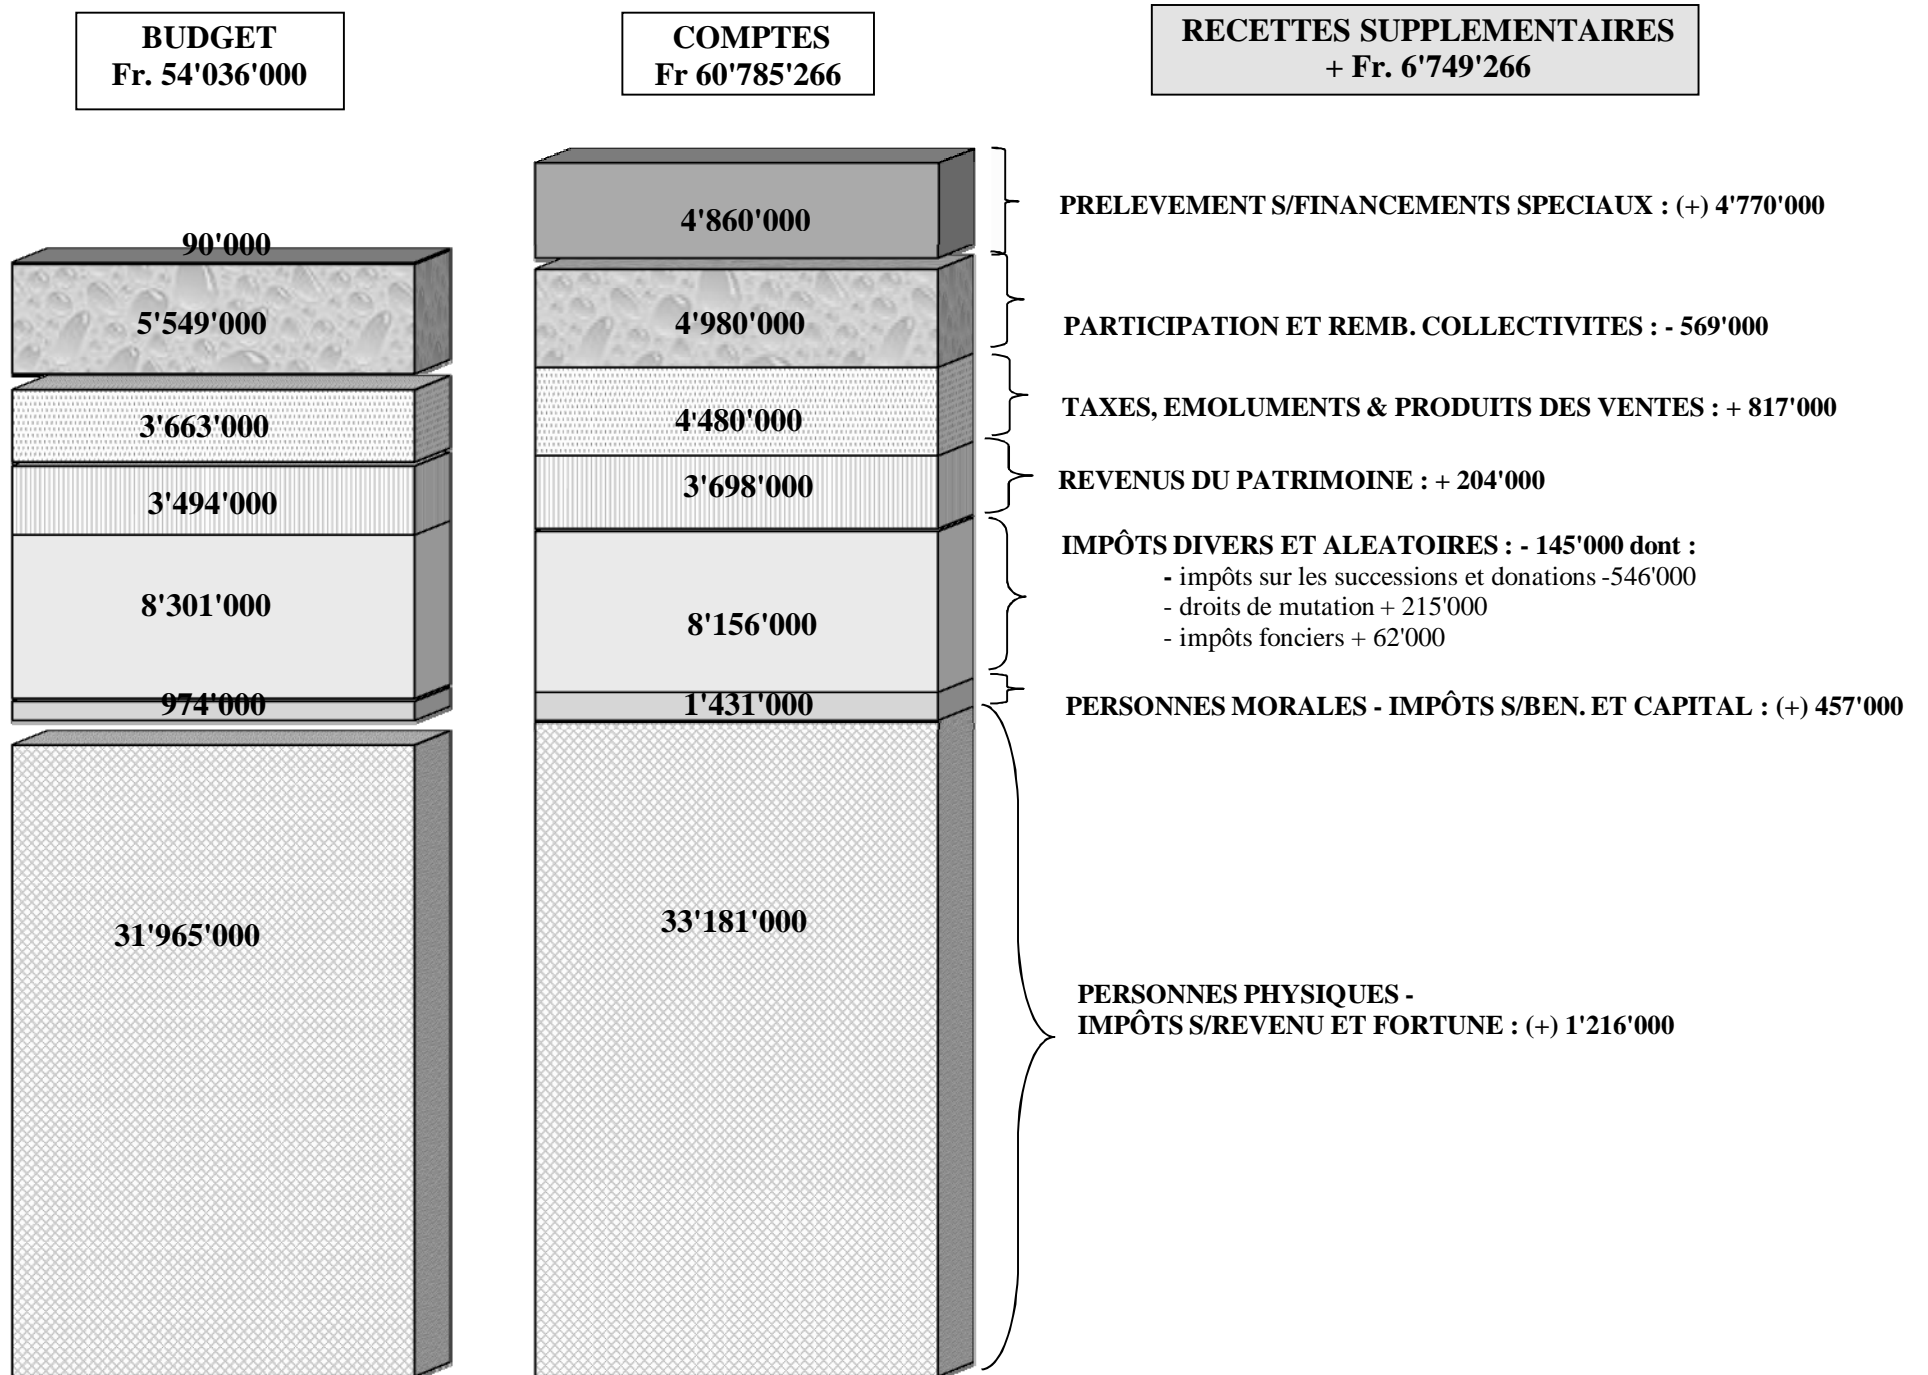 BUDGET
Fr. 54'036'000
COMPTES
Fr 60'785'266
RECETTES SUPPLEMENTAIRES
+ Fr. 6'749'266
90'000
5'549'000
3'663'000
3'494'000
8'301'000
974'000
31'965'000
4'860'000
4'980'000
4'480'000
3'698'000
8'156'000
1'431'000
33'181'000
PRELEVEMENT S/FINANCEMENTS SPECIAUX : (+) 4'770'000
PARTICIPATION ET REMB. COLLECTIVITES : - 569'000
TAXES, EMOLUMENTS & PRODUITS DES VENTES : + 817'000
REVENUS DU PATRIMOINE : + 204'000
IMPÔTS DIVERS ET ALEATOIRES : - 145'000 dont :
- impôts sur les successions et donations -546'000
- droits de mutation + 215'000
- impôts fonciers + 62'000
PERSONNES MORALES - IMPÔTS S/BEN. ET CAPITAL : (+) 457'000
PERSONNES PHYSIQUES -
IMPÔTS S/REVENU ET FORTUNE : (+) 1'216'000